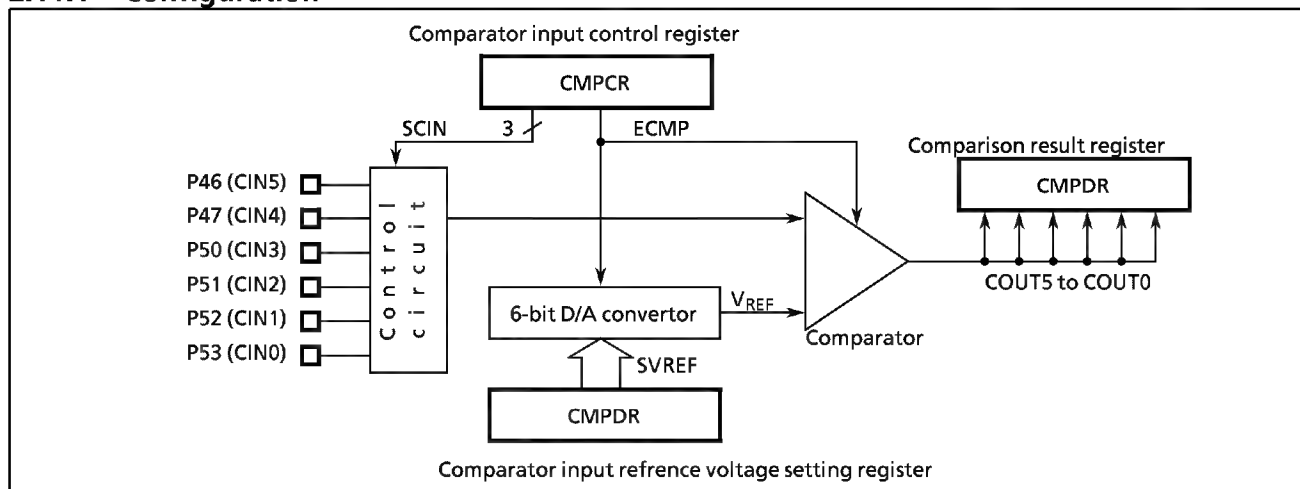 Comparator input control register
CMPCR
SCIN
3
ECMP
Comparison result register
CMPDR
P46 (CIN5)
P47 (CIN4)
P50 (CIN3)
P51 (CIN2)
P52 (CIN1)
P53 (CIN0)
Control
circuit
COUT5 to COUT0
6-bit D/A convertor
VREF
Comparator
SVREF
CMPDR
Comparator input refrence voltage setting register